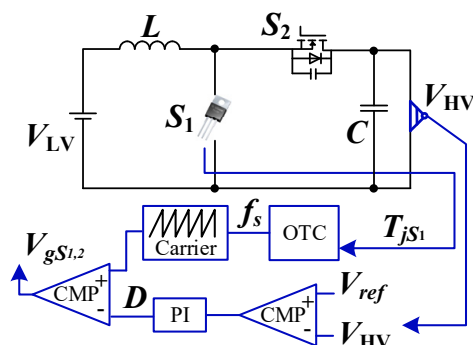 L
S2
S1
VLV
C
VHV
VgS1,2
Carrier
fs
OTC
TjS1
CMP
+
-
D
PI
CMP
+
-
Vref
VHV